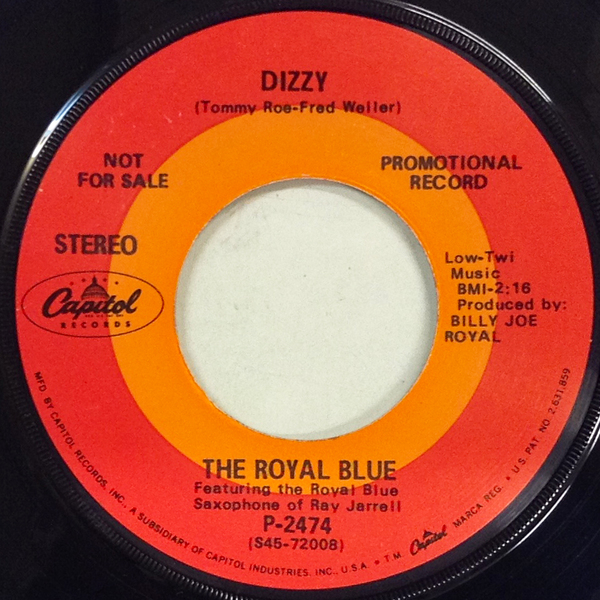 DIZZY
(Tommy Roe-Fred Weller)
NOT
FOR SALE
PROMOTIONAL
RECORD
STEREO
Capitol
RECORDS
Low-Twi
Music
BMI-2:16
Produced by:
BILLY JOE
ROYAL
THE ROYAL BLUE
Featuring the Royal Blue
Saxophone of Ray Jarrell
P-2474
(S45-72008)
MFD. BY CAPITOL RECORDS, INC., A SUBSIDIARY OF CAPITOL INDUSTRIES, INC., U.S.A. • T.M. Capitol MARCA REG. • U.S. PAT. NO. 2,631,859